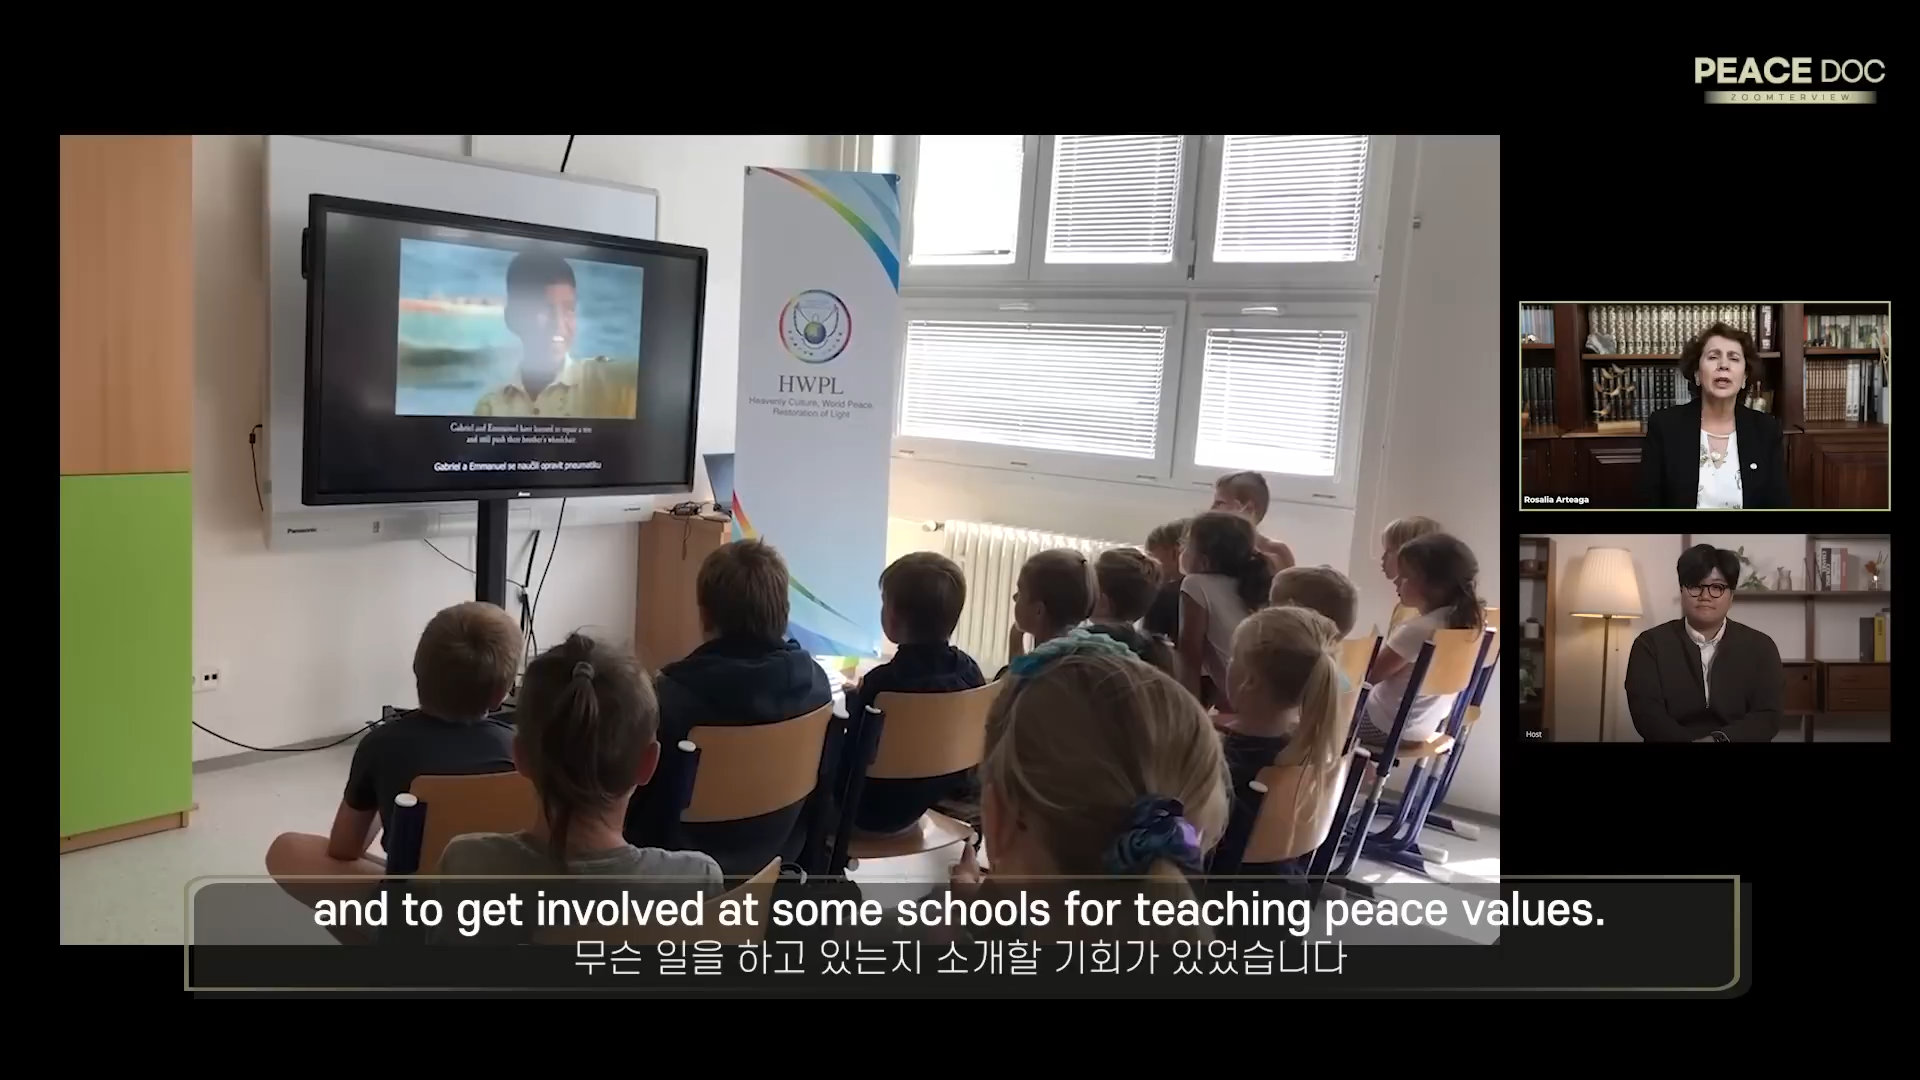 PEACE DOC
ZOOMTERVIEW
HWPL
Heavenly Culture, World Peace,
Restoration of Light
Gabriel and Emmanuel have learned to repair a tire
and still push their brother's wheelchair.
Gabriel a Emmanuel se naučili opravit pneumatiku
Panasonic
Rosalia Arteaga
Host
and to get involved at some schools for teaching peace values.
무슨 일을 하고 있는지 소개할 기회가 있었습니다